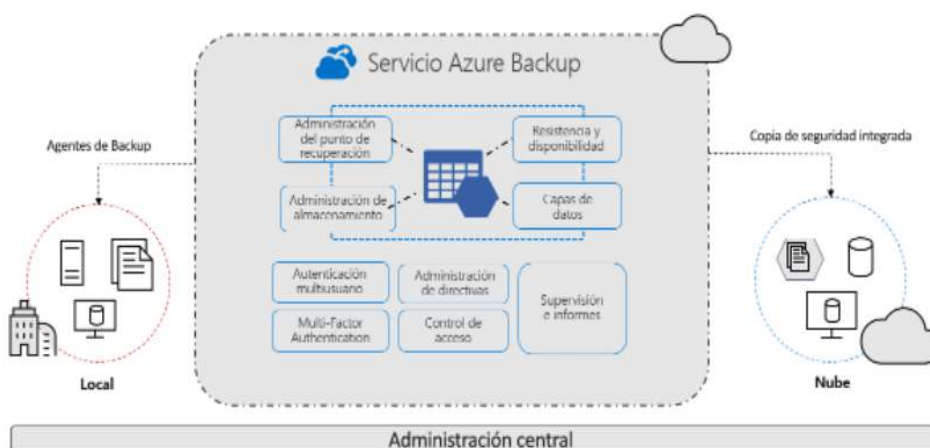 Servicio Azure Backup
Administración
del punto de
recuperación
Resistencia y
disponibilidad
Administración de
almacenamiento
Capas de
datos
Agentes de Backup
Copia de seguridad integrada
Autenticación
multiusuario
Administración
de directivas
Supervisión
e informes
Multi-Factor
Authentication
Control de
acceso
Local
Nube
Administración central